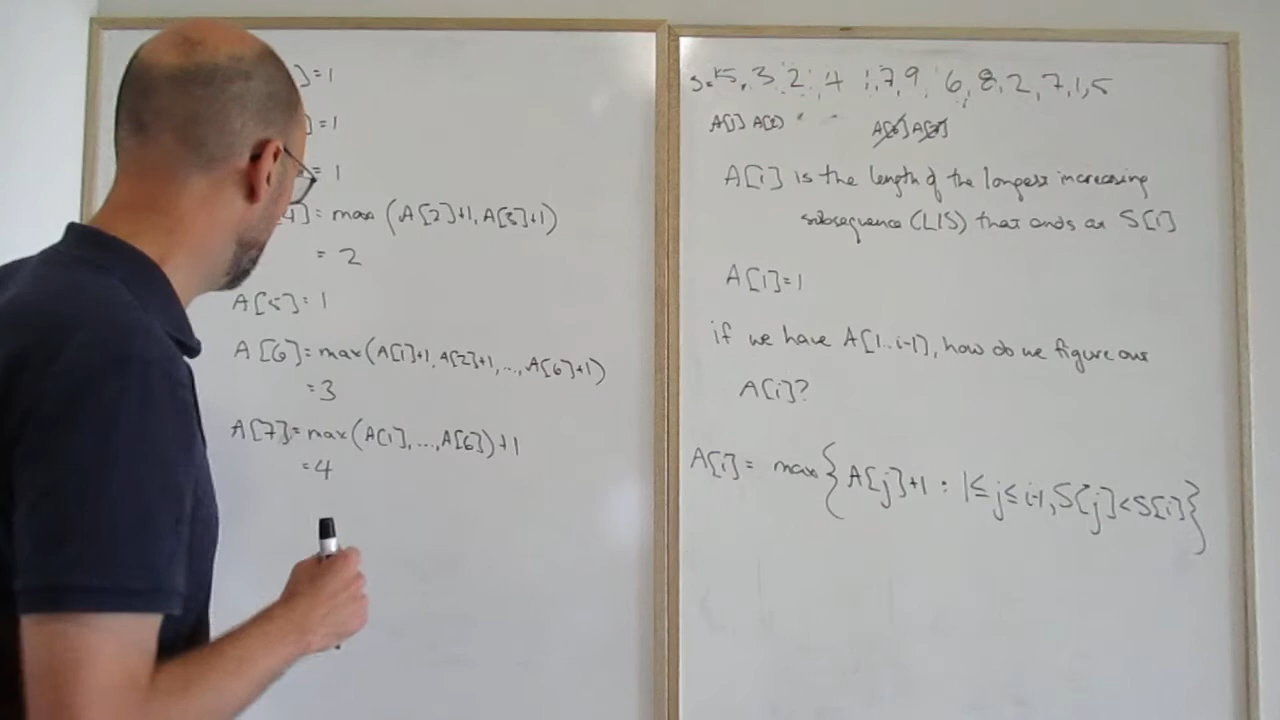 ]=1
]=1
=1
4]=max(A[2]+1,A[3]+1)
=2
A[5]=1
A[6]=max(A[1]+1,A[2]+1,...,A[6]+1)
=3
A[7]=max(A[1],...,A[6])+1
=4
S=5,3,2,4,1,7,9,6,8,2,7,1,5
A[1] A[2]
A[i] is the length of the longest increasing
subsequence (LIS) that ends at S[i]
A[1]=1
if we have A[1..i-1], how do we figure out
A[i]?
A[i]= max{A[j]+1 : 1≤j≤i-1, S[j]<S[i]}